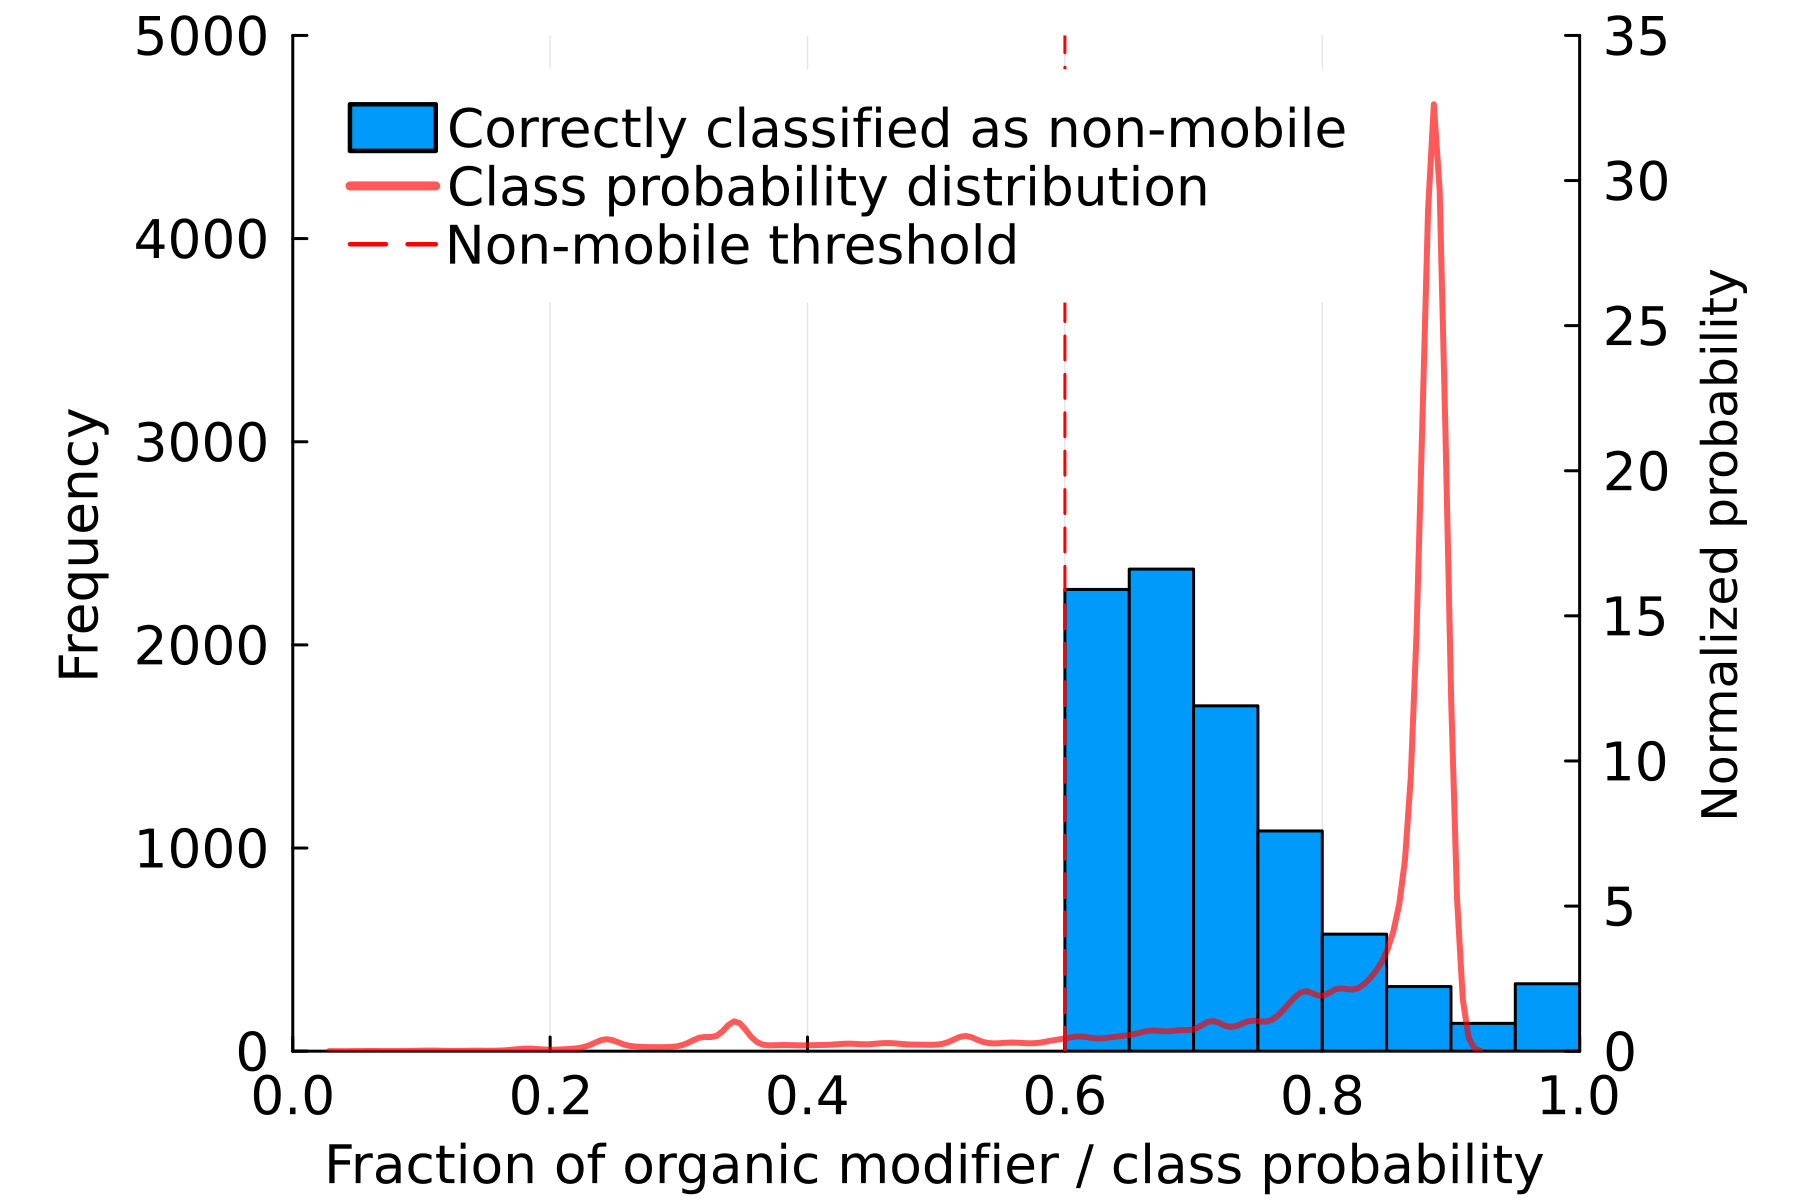 5000
4000
3000
2000
1000
0
Frequency
Correctly classified as non-mobile
Class probability distribution
Non-mobile threshold
35
30
25
20
15
10
5
0
Normalized probability
0.0 0.2 0.4 0.6 0.8 1.0
Fraction of organic modifier / class probability